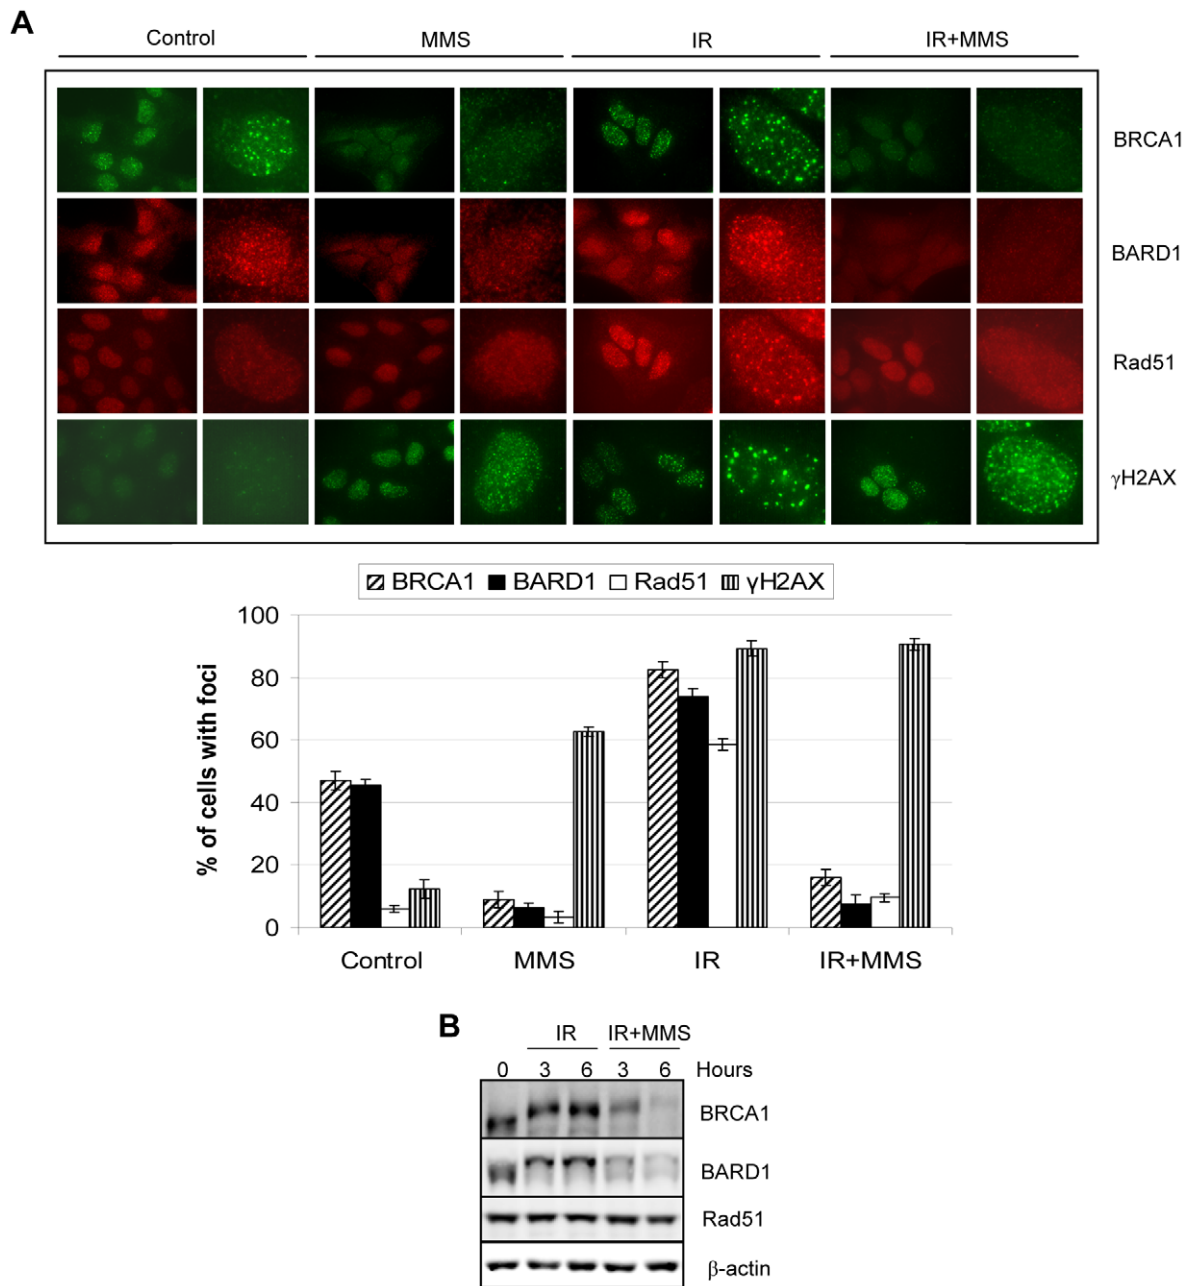 A
Control MMS IR IR+MMS
BRCA1
BARD1
Rad51
γH2AX
BRCA1 BARD1 Rad51 γH2AX
100
80
60
40
20
0
% of cells with foci
Control MMS IR IR+MMS
B
IR IR+MMS
0 3 6 3 6 Hours
BRCA1
BARD1
Rad51
β-actin